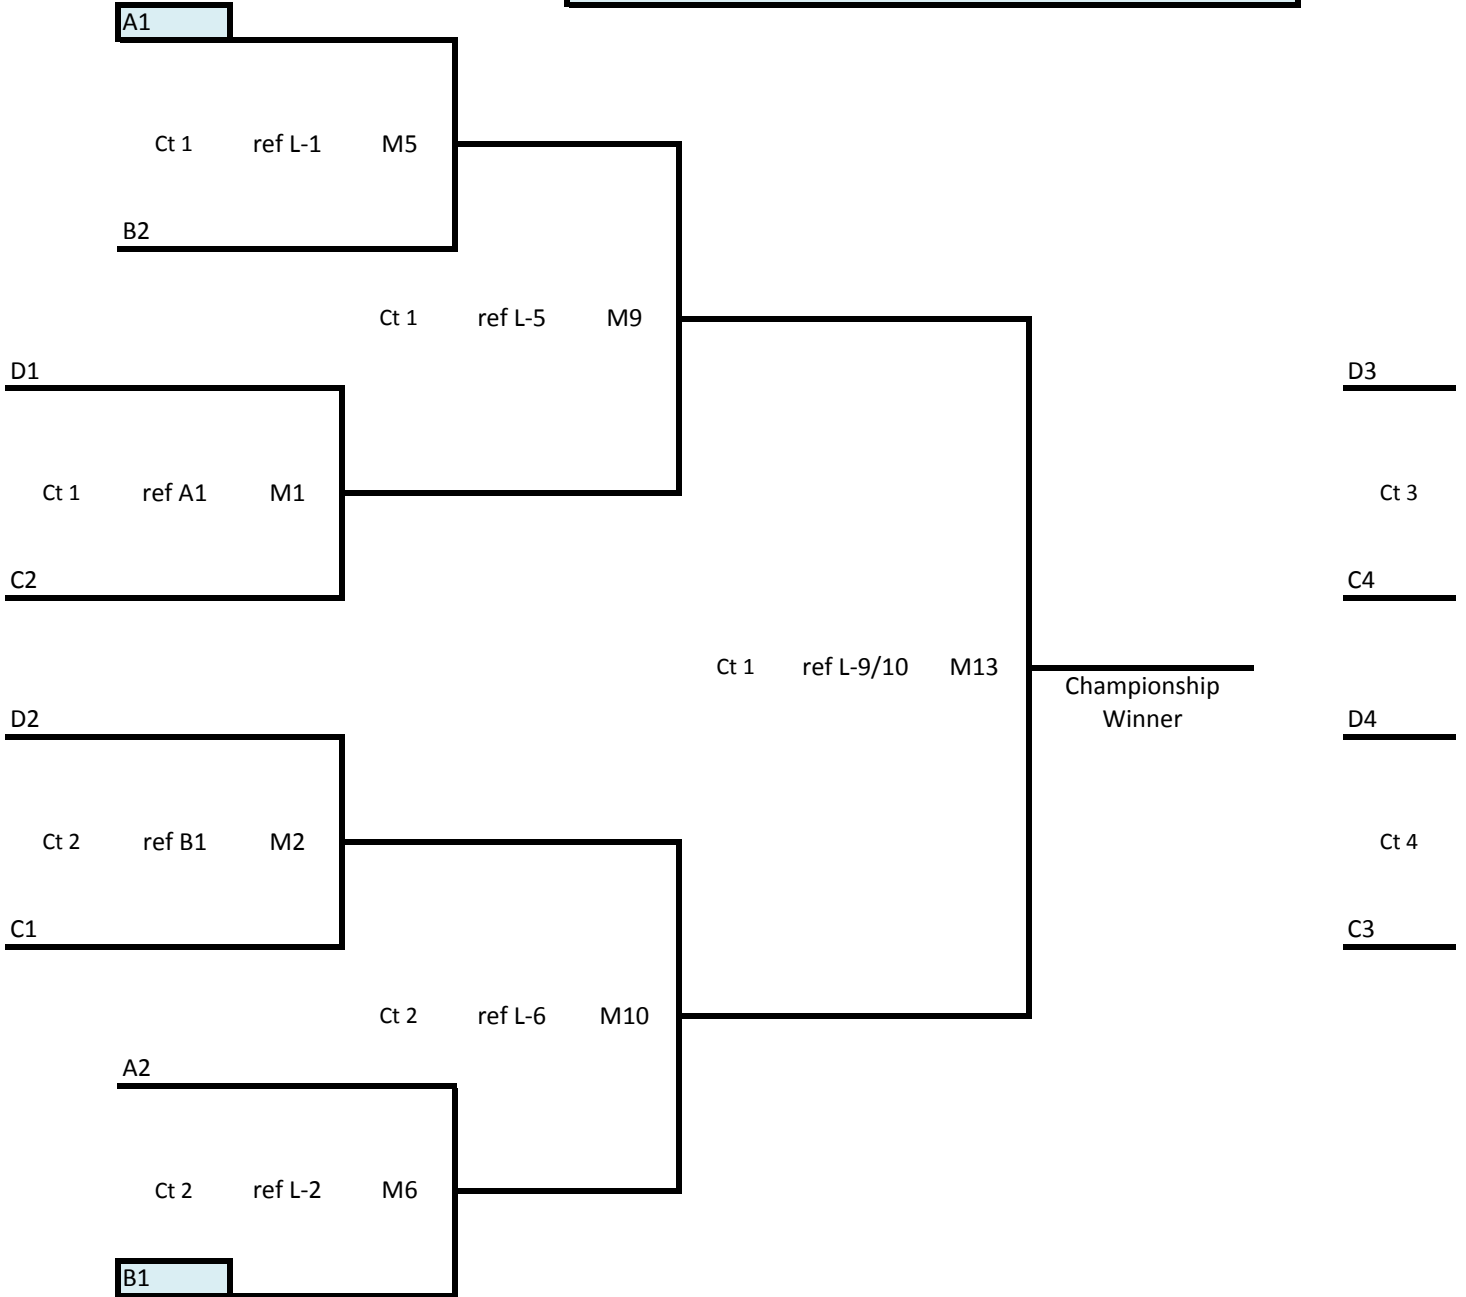 A1
Ct 1 ref L-1 M5
B2
Ct 1 ref L-5 M9
D1
D3
Ct 1 ref A1 M1
Ct 3
C2
C4
Ct 1 ref L-9/10 M13
Championship
Winner
D2
D4
Ct 2 ref B1 M2
Ct 4
C1
C3
Ct 2 ref L-6 M10
A2
Ct 2 ref L-2 M6
B1